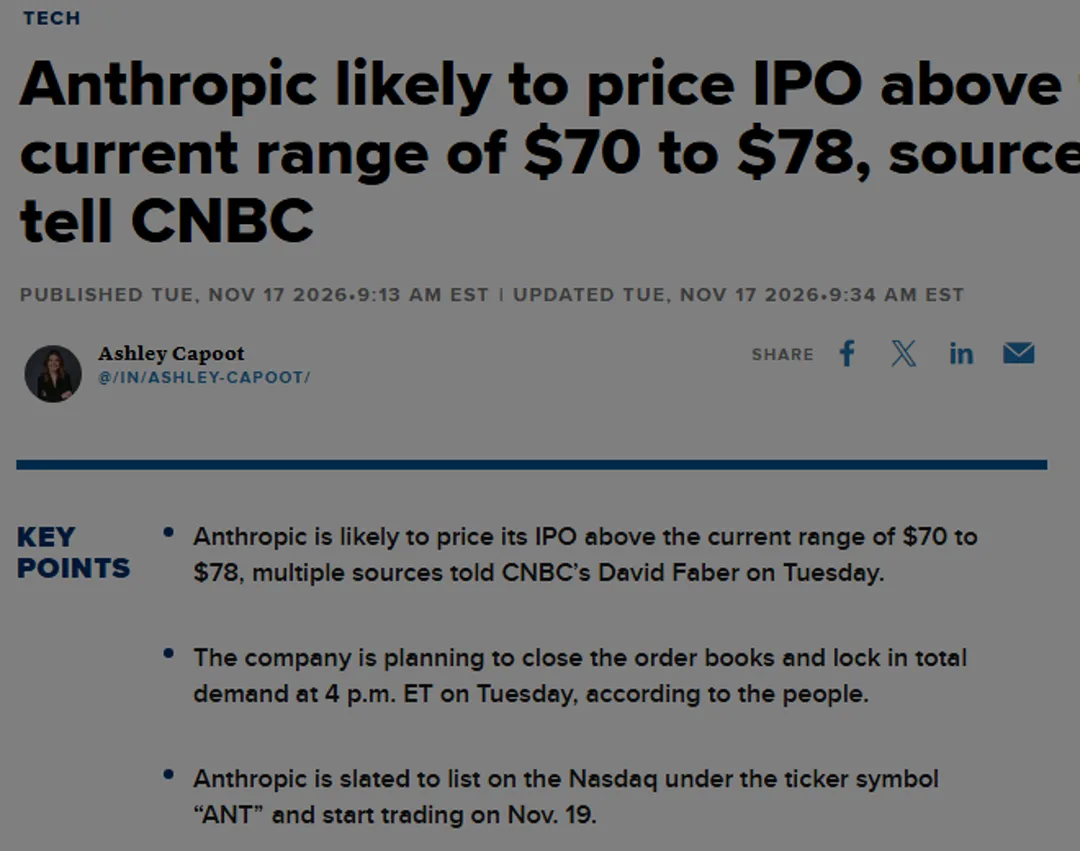 TECH
Anthropic likely to price IPO above
current range of $70 to $78, source
tell CNBC
PUBLISHED TUE, NOV 17 2026•9:13 AM EST | UPDATED TUE, NOV 17 2026•9:34 AM EST
Ashley Capoot
@/IN/ASHLEY-CAPOOT/
SHARE
KEY
POINTS
• Anthropic is likely to price its IPO above the current range of $70 to
$78, multiple sources told CNBC’s David Faber on Tuesday.
• The company is planning to close the order books and lock in total
demand at 4 p.m. ET on Tuesday, according to the people.
• Anthropic is slated to list on the Nasdaq under the ticker symbol
“ANT” and start trading on Nov. 19.